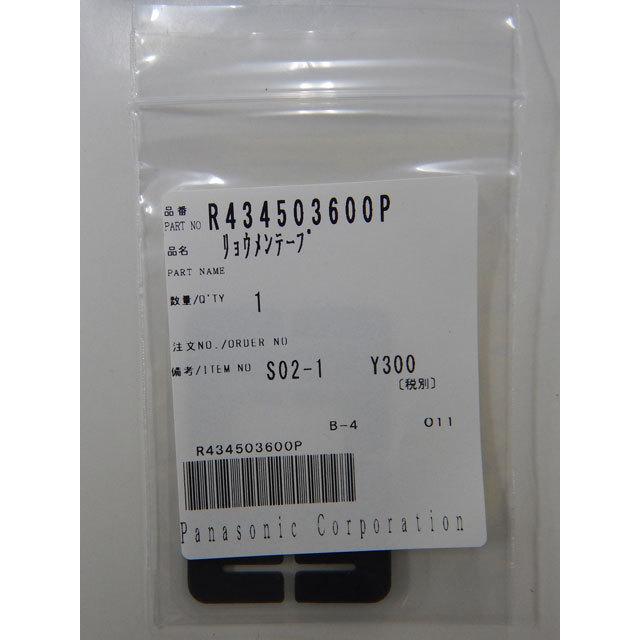 品番
PART NO R434503600P
品名 リョウメンテープ
PART NAME
数量/Q'TY 1
注文NO./ORDER NO
備考/ITEM NO S02-1 Y300
〔税別〕
B-4 011
R434503600P
Panasonic Corporation